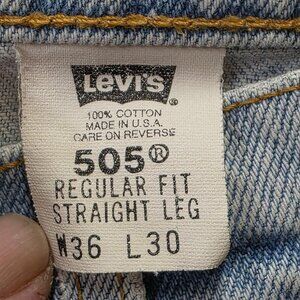 LEVI'S ®
100% COTTON
MADE IN U.S.A.
CARE ON REVERSE
505®
REGULAR FIT
STRAIGHT LEG
W36 L30